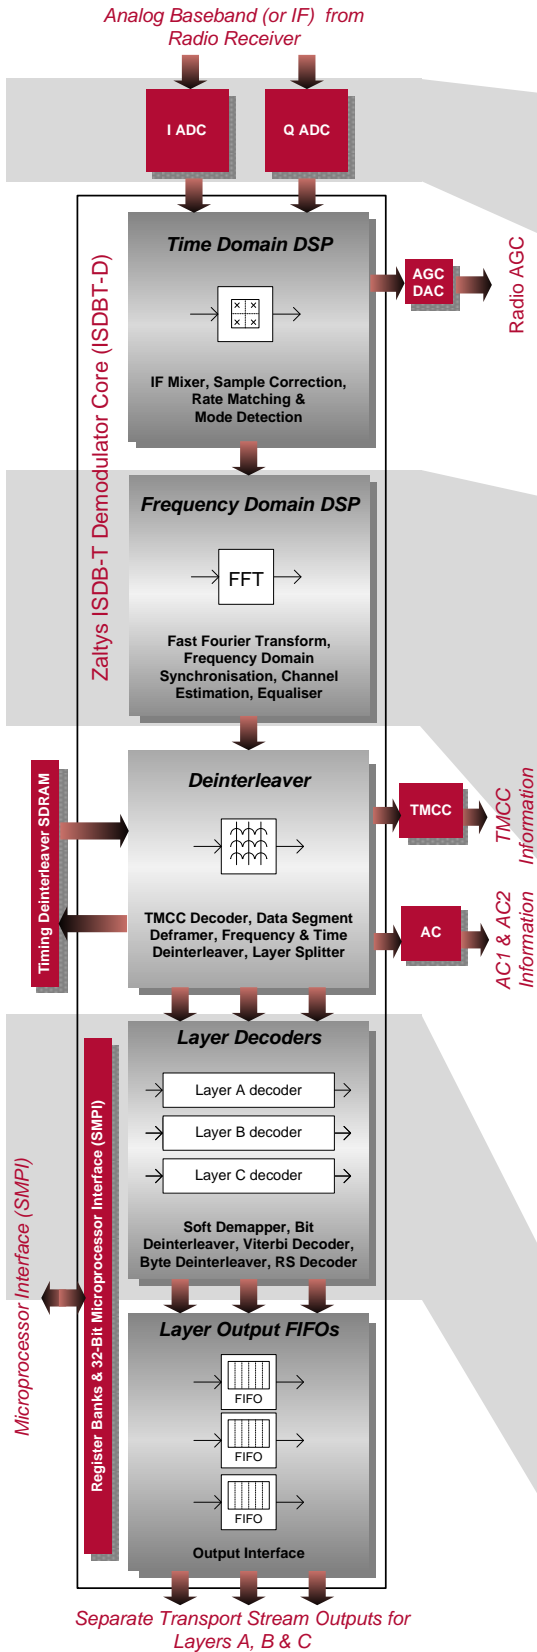 Analog Baseband (or IF) from
Radio Receiver
I ADC
Q ADC
Zaltys ISDB-T Demodulator Core (ISDBT-D)
Time Domain DSP
IF Mixer, Sample Correction,
Rate Matching &
Mode Detection
AGC
DAC
Radio AGC
Frequency Domain DSP
FFT
Fast Fourier Transform,
Frequency Domain
Synchronisation, Channel
Estimation, Equaliser
Timing Deinterleaver SDRAM
Deinterleaver
TMCC Decoder, Data Segment
Deframer, Frequency & Time
Deinterleaver, Layer Splitter
TMCC
TMCC
Information
AC
AC1 & AC2
Information
Layer Decoders
Layer A decoder
Layer B decoder
Layer C decoder
Soft Demapper, Bit
Deinterleaver, Viterbi Decoder,
Byte Deinterleaver, RS Decoder
Microprocessor Interface (SMPI)
Register Banks & 32-Bit Microprocessor Interface (SMPI)
Layer Output FIFOs
FIFO
FIFO
FIFO
Output Interface
Separate Transport Stream Outputs for
Layers A, B & C